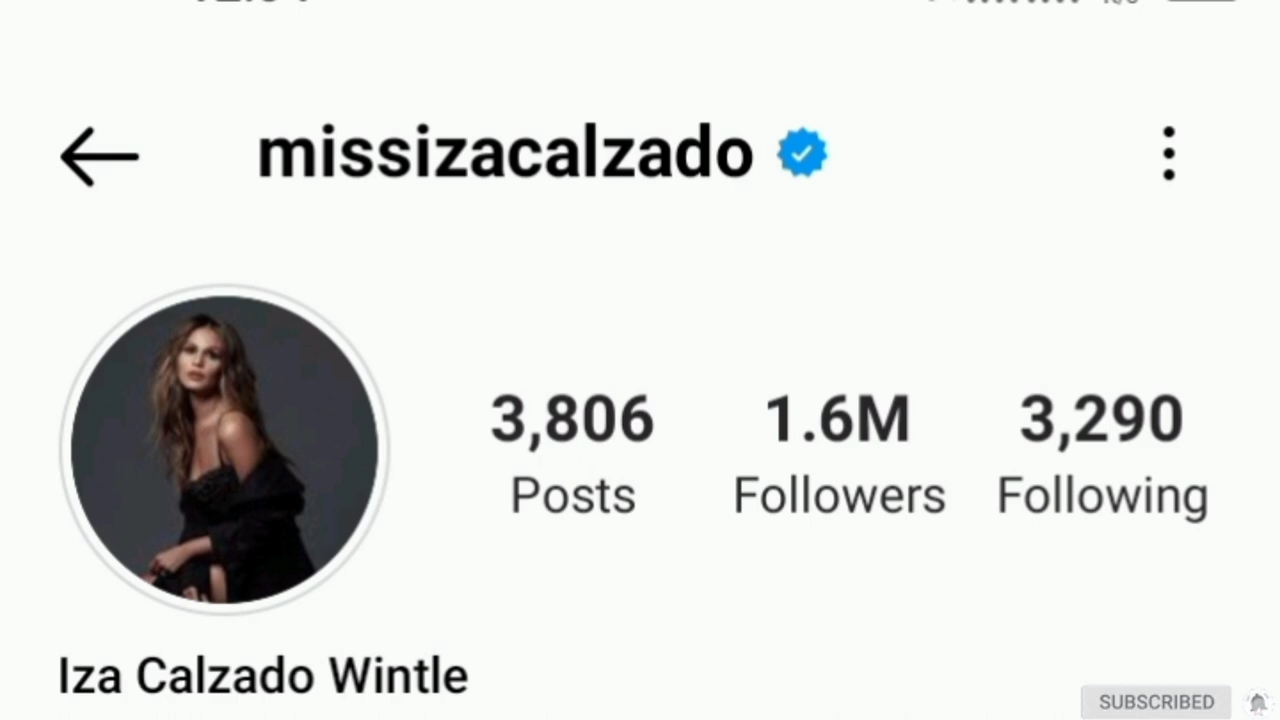 missizacalzado
3,806 1.6M 3,290
Posts Followers Following
Iza Calzado Wintle
SUBSCRIBED